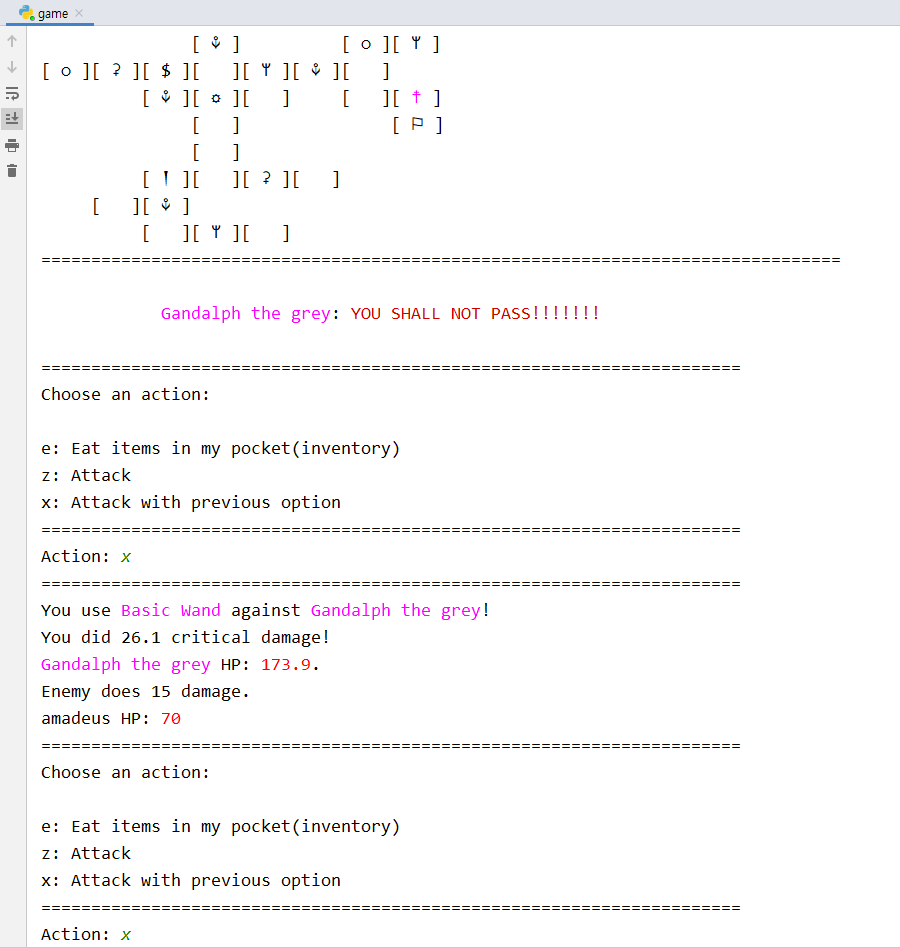 game
[ ⚴ ] [ ○ ][ Ψ ]
[ ○ ][ ⚳ ][ $ ][ ][ Ψ ][ ⚴ ][ ]
[ ⚴ ][ ☼ ][ ] [ ][ † ]
[ ] [ ⚐ ]
[ ]
[ ! ][ ][ ⚳ ][ ]
[ ][ ⚴ ]
[ ][ Ψ ][ ]
================================================================================
Gandalph the grey: YOU SHALL NOT PASS!!!!!!!
======================================================================
Choose an action:
e: Eat items in my pocket(inventory)
z: Attack
x: Attack with previous option
======================================================================
Action: x
======================================================================
You use Basic Wand against Gandalph the grey!
You did 26.1 critical damage!
Gandalph the grey HP: 173.9.
Enemy does 15 damage.
amadeus HP: 70
======================================================================
Choose an action:
e: Eat items in my pocket(inventory)
z: Attack
x: Attack with previous option
======================================================================
Action: x